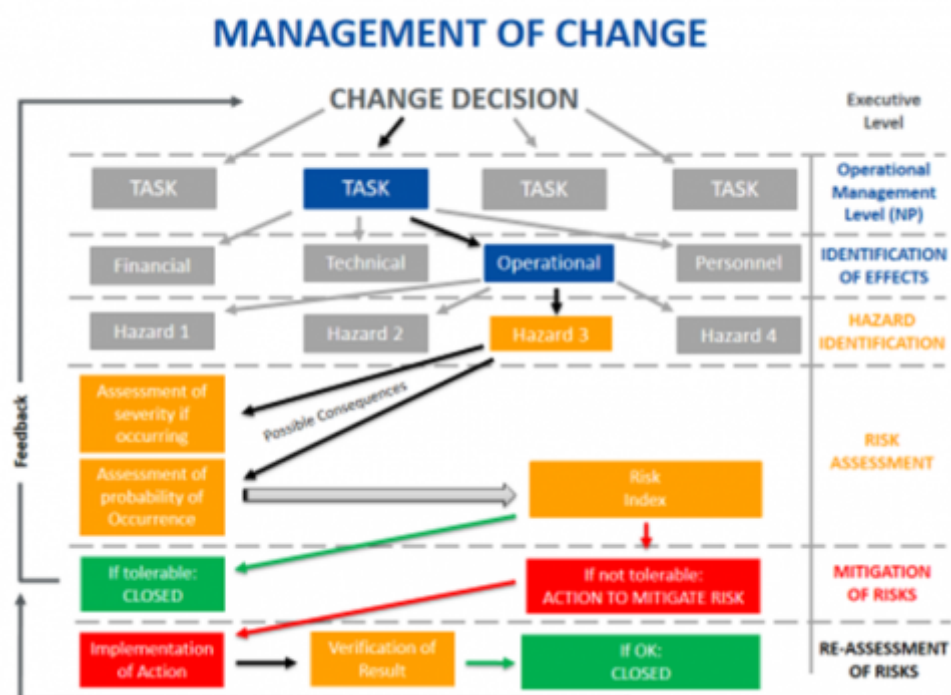 MANAGEMENT OF CHANGE
CHANGE DECISION
Executive
Level
TASK
TASK
TASK
TASK
Operational
Management
Level (NP)
Financial
Technical
Operational
Personnel
IDENTIFICATION
OF EFFECTS
Hazard 1
Hazard 2
Hazard 3
Hazard 4
HAZARD
IDENTIFICATION
Assessment of
severity if
occurring
Possible Consequences
Feedback
RISK
ASSESSMENT
Assessment of
probability of
Occurrence
Risk
Index
If tolerable:
CLOSED
If not tolerable:
ACTION TO MITIGATE RISK
MITIGATION
OF RISKS
Implementation
of Action
Verification of
Result
If OK:
CLOSED
RE-ASSESSMENT
OF RISKS